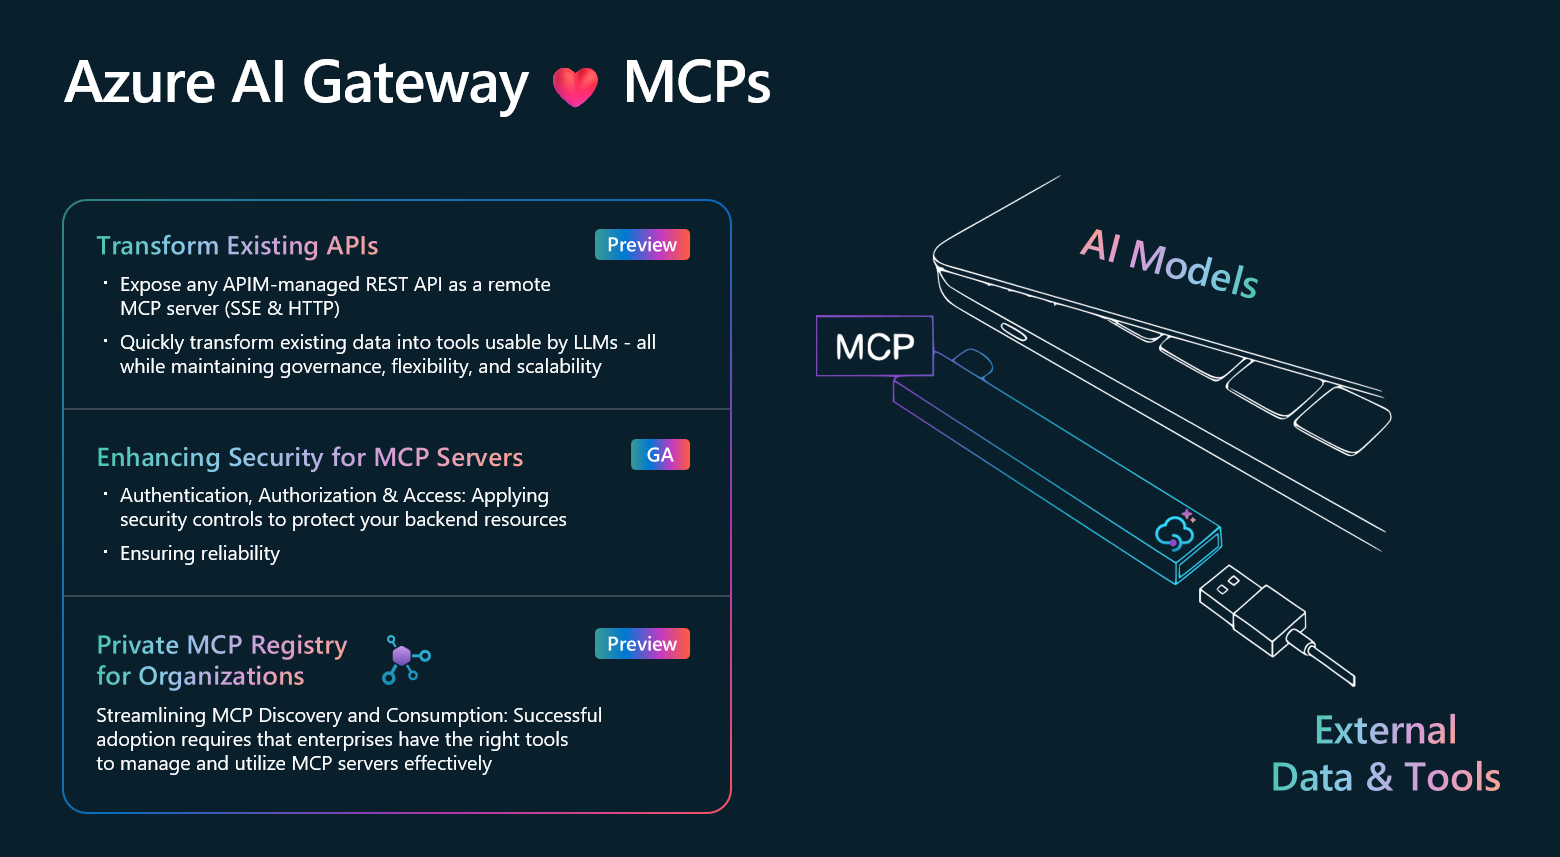 Azure AI Gateway ❤️ MCPs
Transform Existing APIs
Preview
· Expose any APIM-managed REST API as a remote
MCP server (SSE & HTTP)
· Quickly transform existing data into tools usable by LLMs - all
while maintaining governance, flexibility, and scalability
Enhancing Security for MCP Servers
GA
· Authentication, Authorization & Access: Applying
security controls to protect your backend resources
· Ensuring reliability
Private MCP Registry
for Organizations
Preview
Streamlining MCP Discovery and Consumption: Successful
adoption requires that enterprises have the right tools
to manage and utilize MCP servers effectively
AI Models
MCP
External
Data & Tools